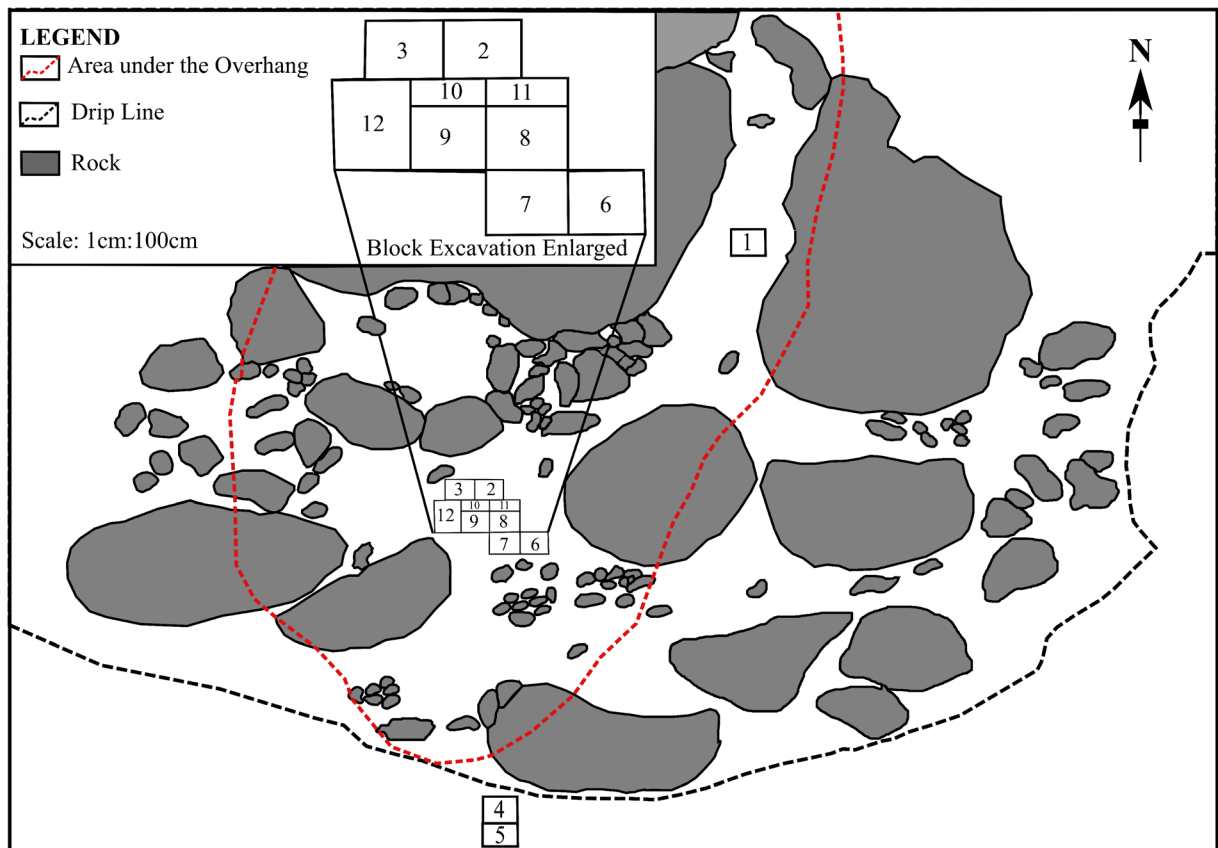 LEGEND
Area under the Overhang
Drip Line
Rock
Scale: 1cm:100cm
3 2
10 11
12 9 8
7 6
Block Excavation Enlarged
N
1
3 2
10 11
12 9 8
7 6
4
5